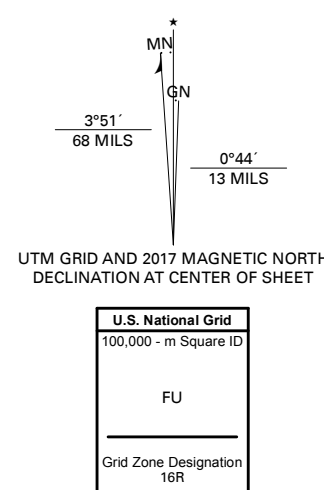 ★
MN
GN
3°51´
68 MILS
0°44´
13 MILS
UTM GRID AND 2017 MAGNETIC NORTH
DECLINATION AT CENTER OF SHEET
U.S. National Grid
100,000 - m Square ID
FU
Grid Zone Designation
16R